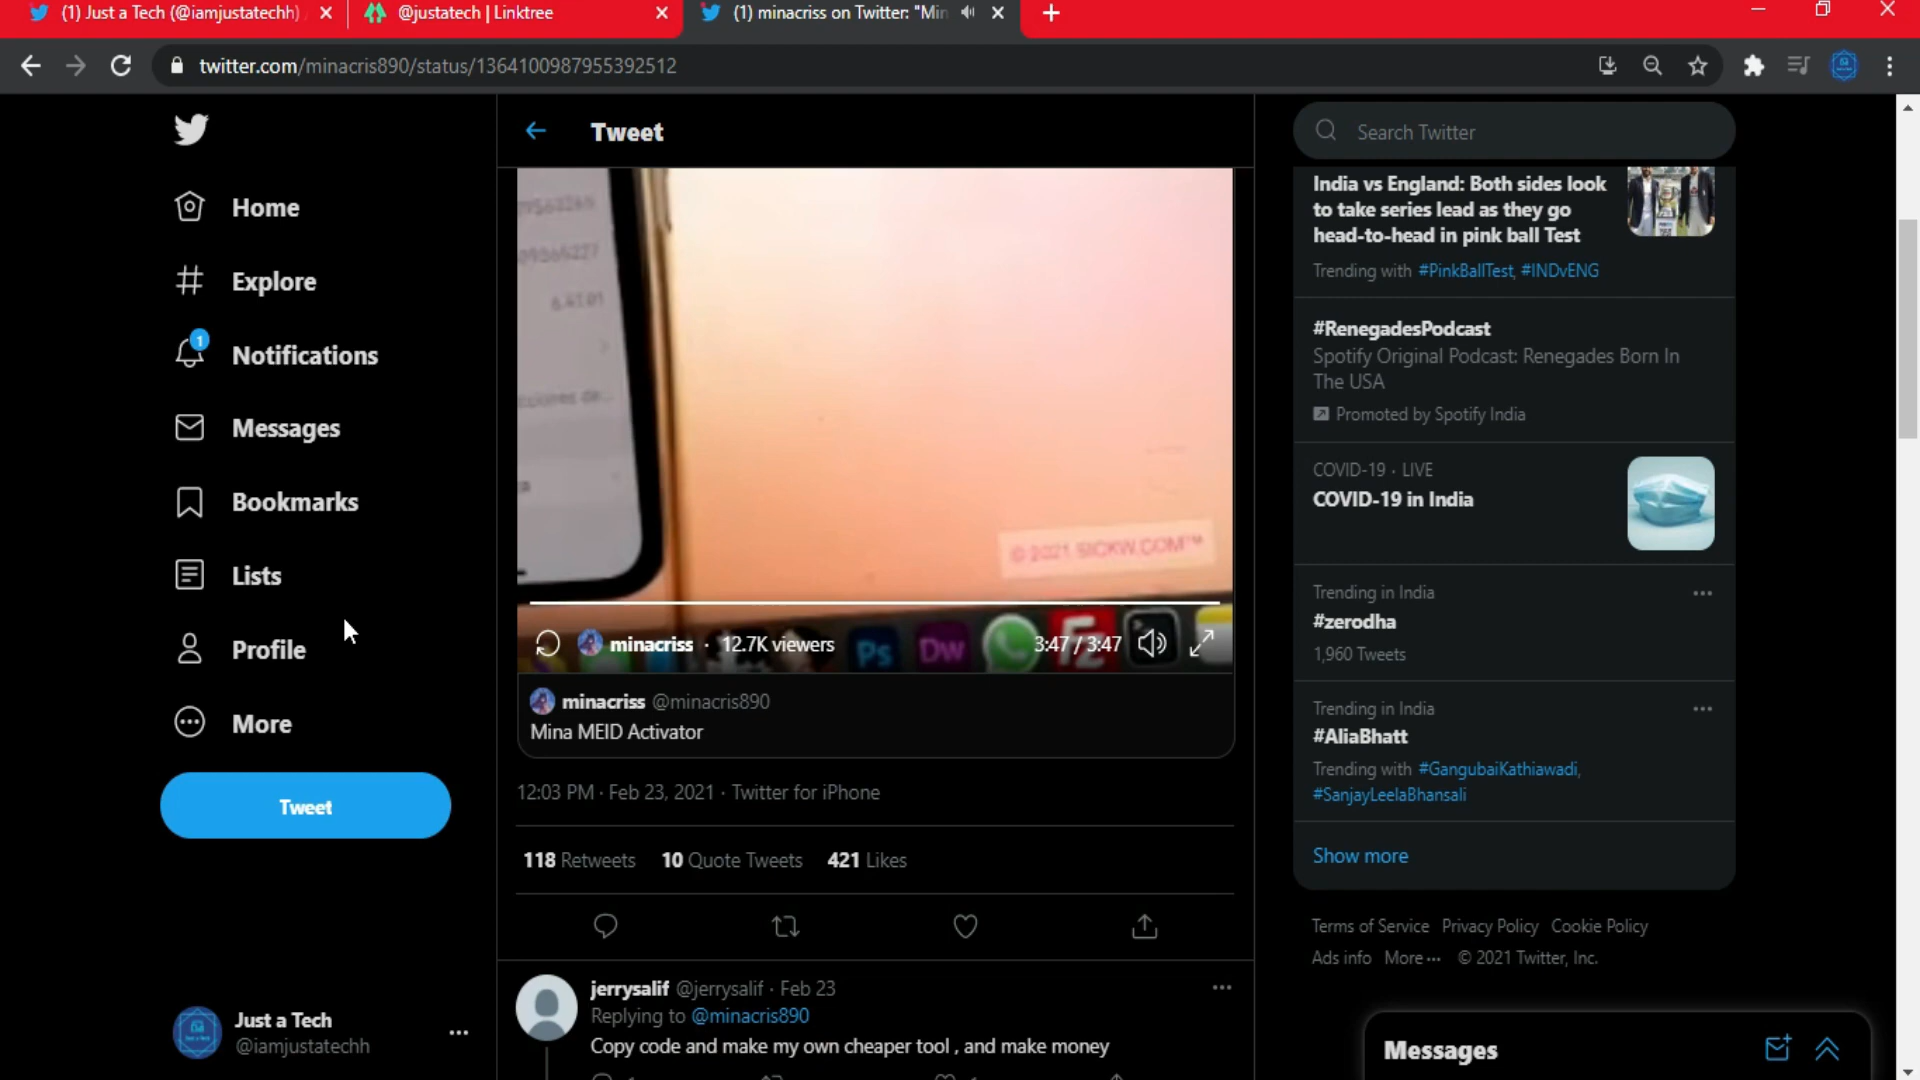 (1) Just a Tech (@iamjustatechh)
@justatech | Linktree
(1) minacriss on Twitter: "Min
twitter.com/minacris890/status/1364100987955392512
Home
Explore
1
Notifications
Messages
Bookmarks
Lists
Profile
More
Tweet
Just a Tech
@iamjustatechh
Tweet
© 2021 SICKW.COM™
minacriss · 12.7K viewers
3:47 / 3:47
Ps
Dw
minacriss @minacris890
Mina MEID Activator
12:03 PM · Feb 23, 2021 · Twitter for iPhone
118 Retweets 10 Quote Tweets 421 Likes
jerrysalif @jerrysalif · Feb 23
Replying to @minacris890
Copy code and make my own cheaper tool , and make money
Search Twitter
India vs England: Both sides look
to take series lead as they go
head-to-head in pink ball Test
Trending with #PinkBallTest, #INDvENG
#RenegadesPodcast
Spotify Original Podcast: Renegades Born In
The USA
Promoted by Spotify India
COVID-19 · LIVE
COVID-19 in India
Trending in India
#zerodha
1,960 Tweets
Trending in India
#AliaBhatt
Trending with #GangubaiKathiawadi,
#SanjayLeelaBhansali
Show more
Terms of Service Privacy Policy Cookie Policy
Ads info More ··· © 2021 Twitter, Inc.
Messages